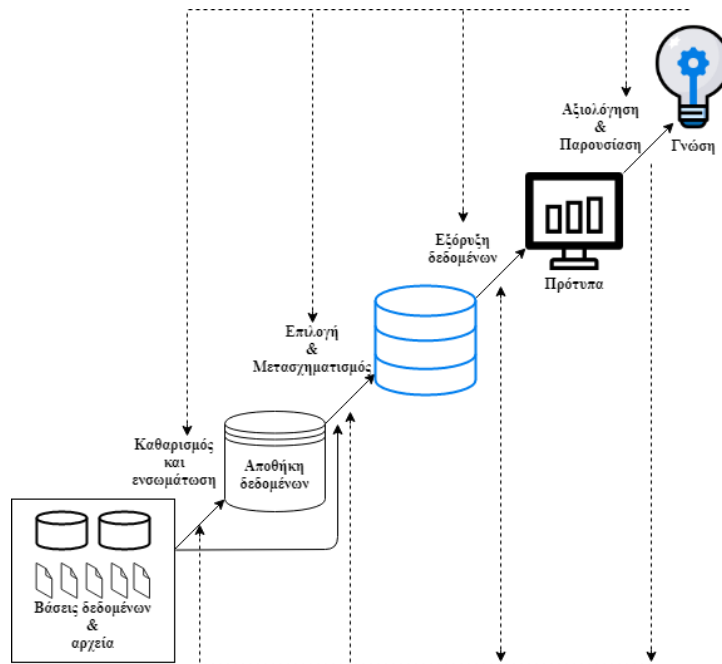 Αξιολόγηση
&
Παρουσίαση
Γνώση
Εξόρυξη
δεδομένων
Πρότυπα
Επιλογή
&
Μετασχηματισμός
Καθαρισμός
και
ενσωμάτωση
Αποθήκη
δεδομένων
Βάσεις δεδομένων
&
αρχεία